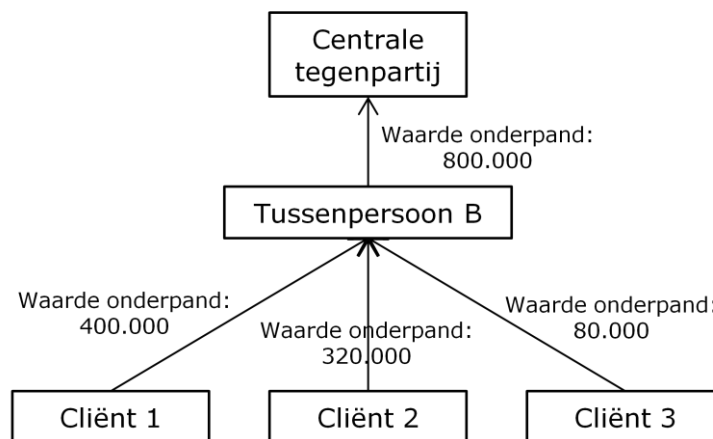 Centrale
tegenpartij
Waarde onderpand:
800.000
Tussenpersoon B
Waarde onderpand:
400.000
Waarde onderpand:
320.000
Waarde onderpand:
80.000
Cliënt 1
Cliënt 2
Cliënt 3